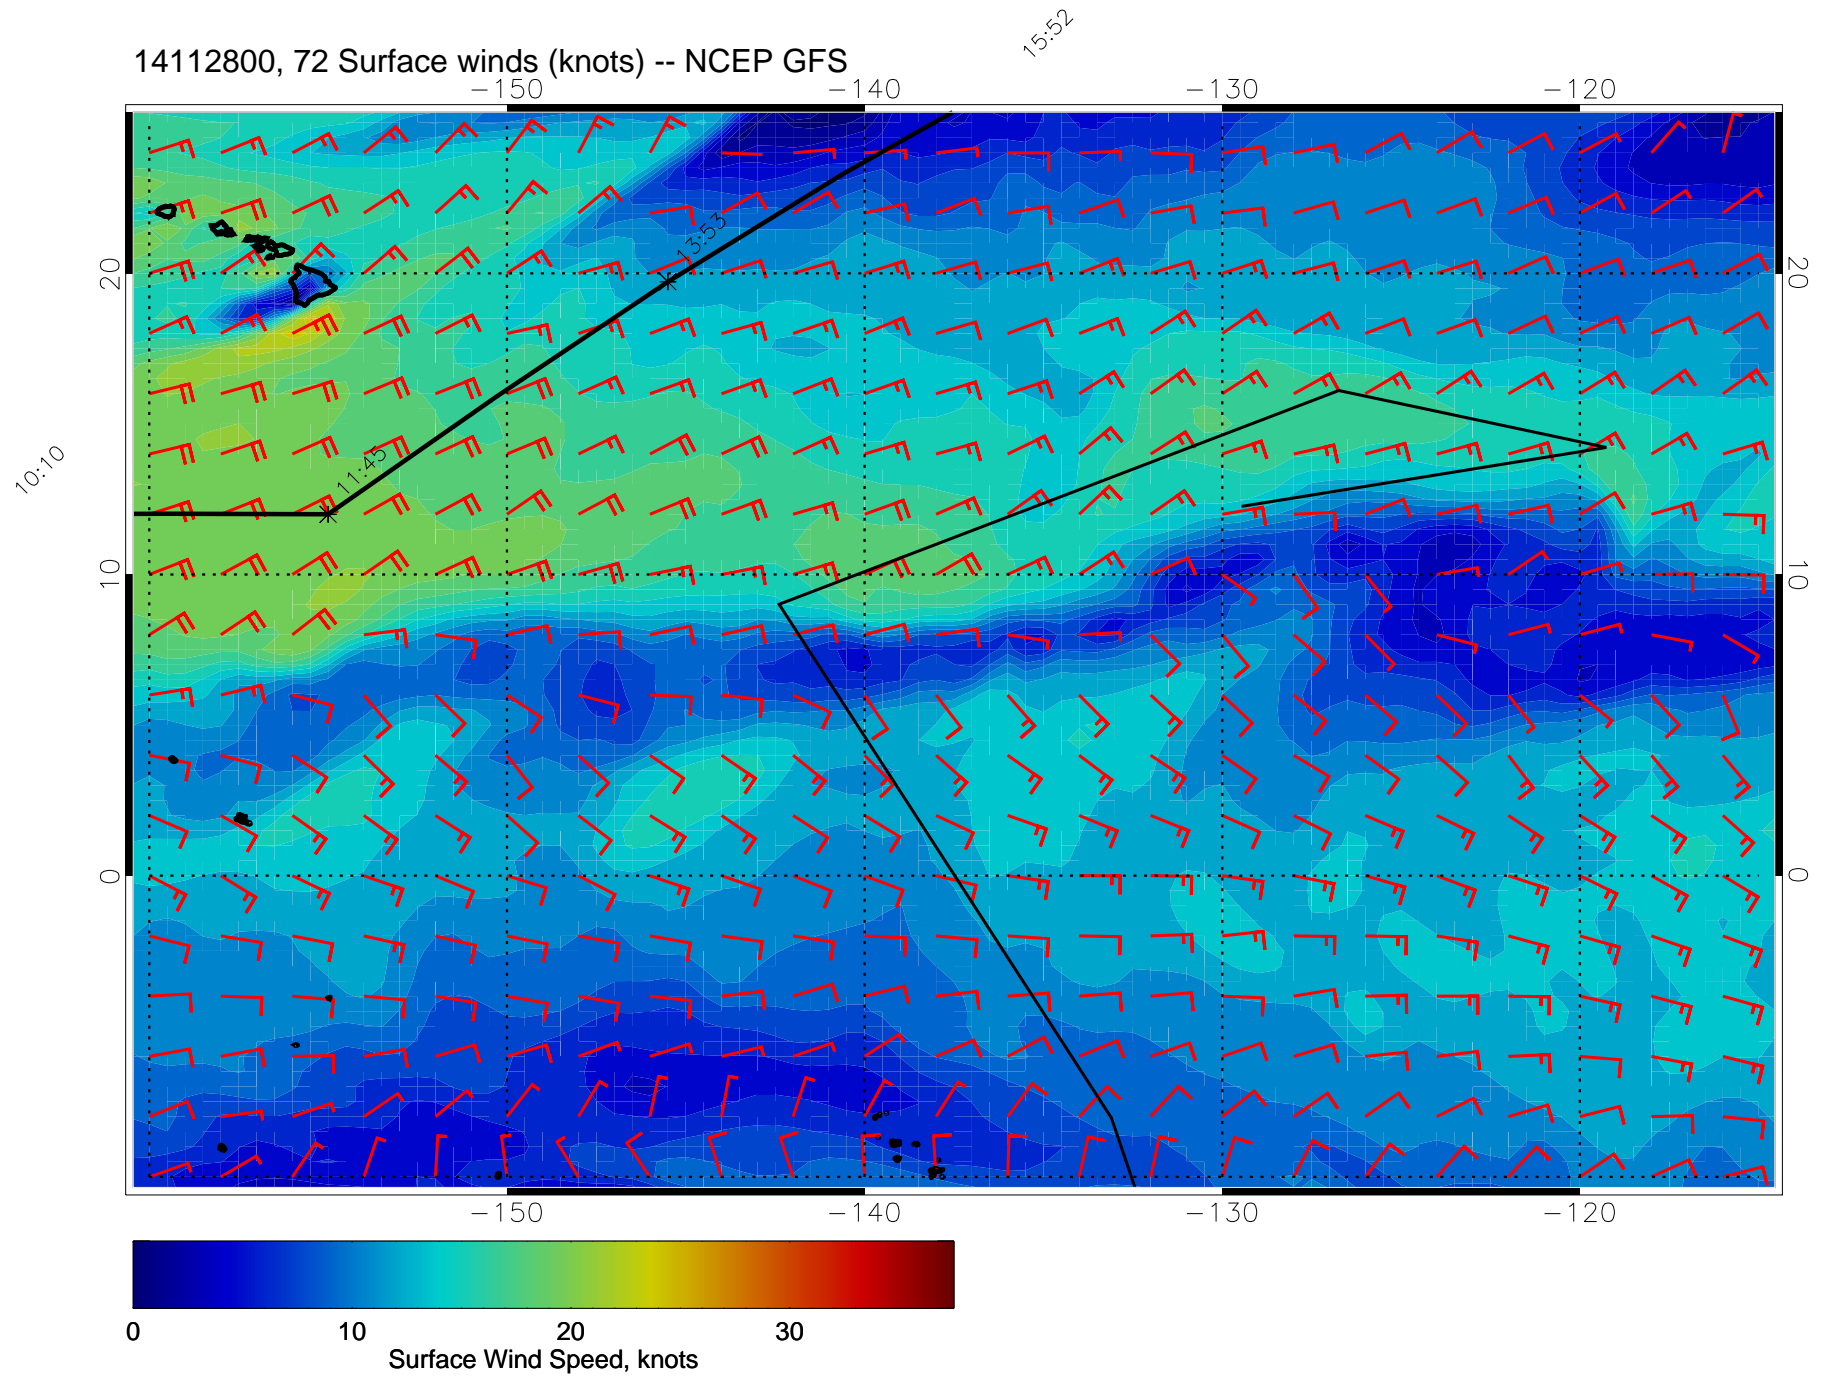 15:52
14112800, 72 Surface winds (knots) -- NCEP GFS
-150 -140 -130 -120
13:53
20 20
11:45
10:10
10 10
0 0
-150 -140 -130 -120
0 10 20 30
Surface Wind Speed, knots